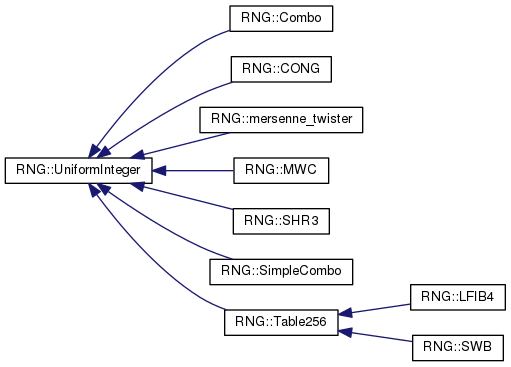 RNG::Combo
RNG::CONG
RNG::mersenne_twister
RNG::UniformInteger
RNG::MWC
RNG::SHR3
RNG::SimpleCombo
RNG::LFIB4
RNG::Table256
RNG::SWB